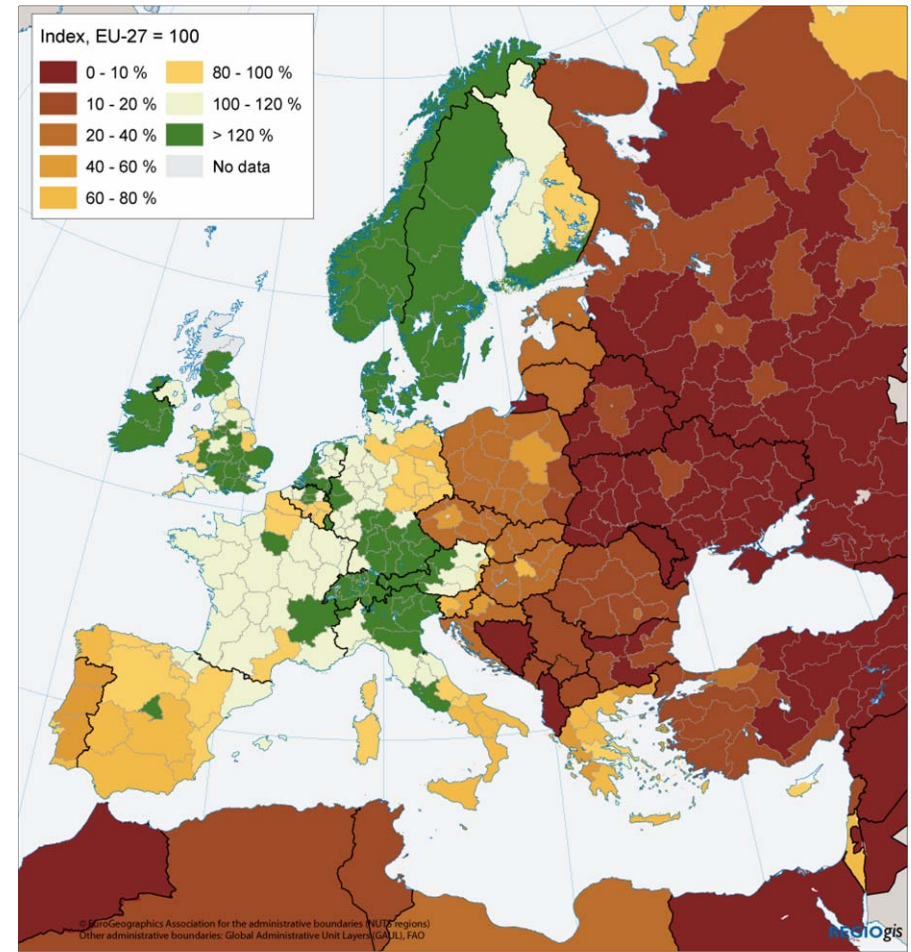 Index, EU-27 = 100
0 - 10 %
10 - 20 %
20 - 40 %
40 - 60 %
60 - 80 %
80 - 100 %
100 - 120 %
> 120 %
No data
© EuroGeographics Association for the administrative boundaries (NUTS regions)
Other administrative boundaries: Global Administrative Unit Layers (GAUL), FAO
REGIOgis